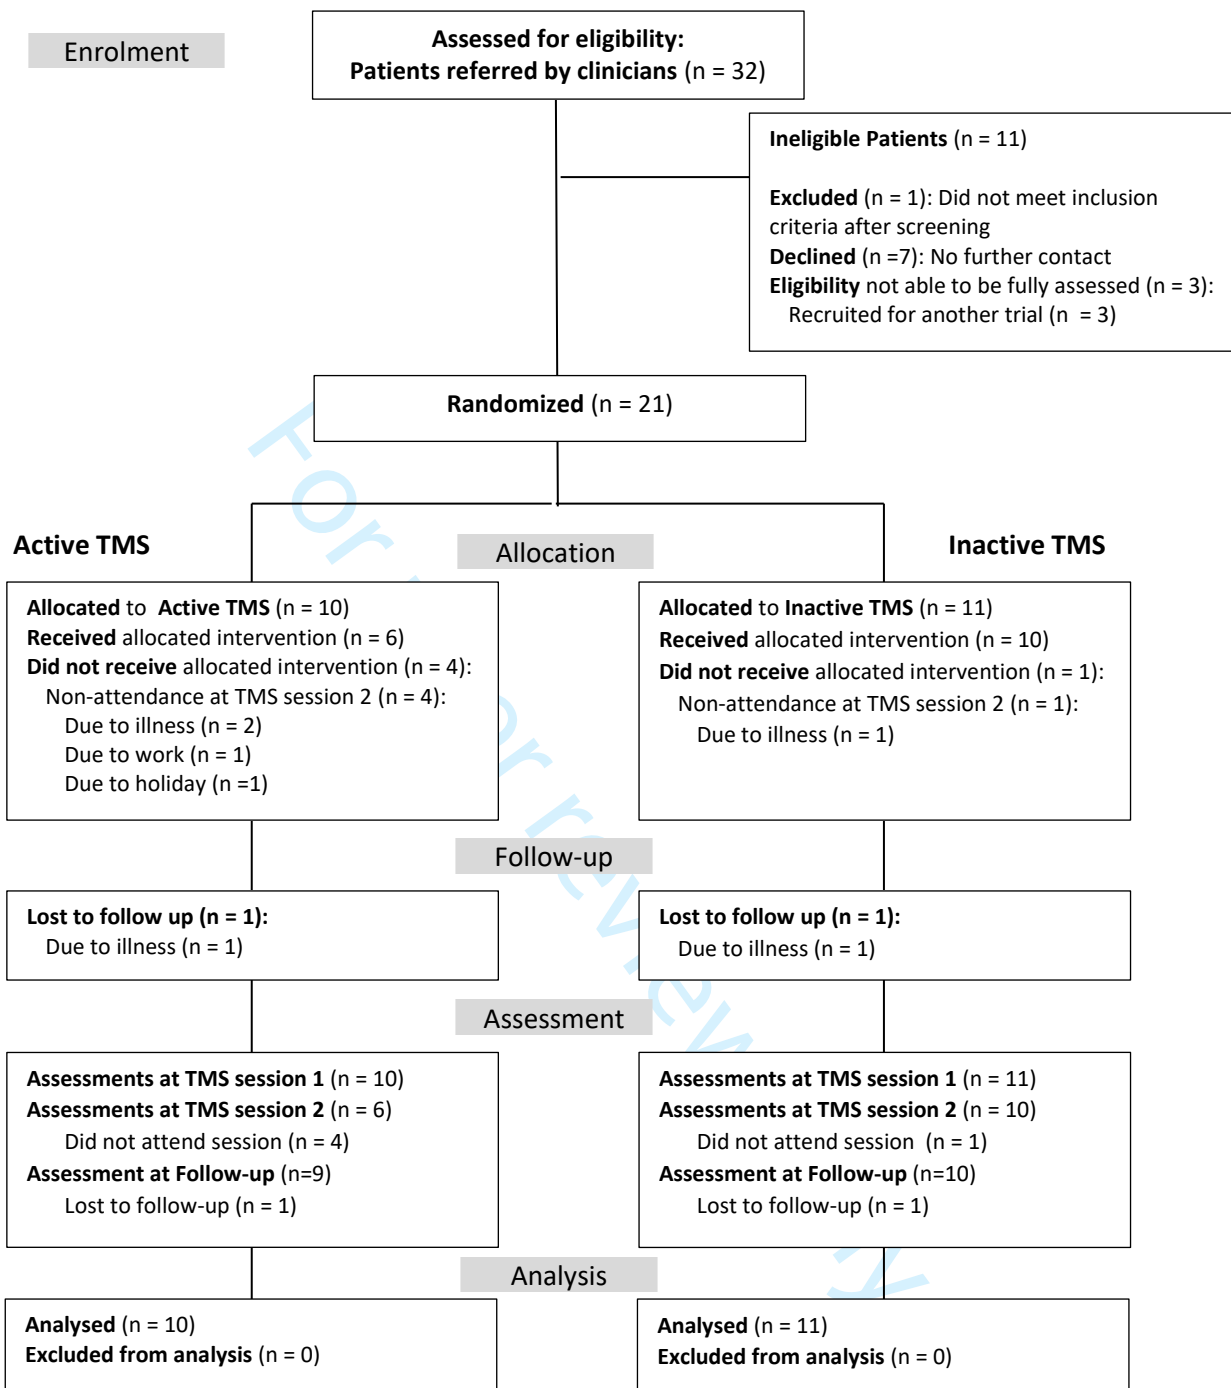 Enrolment
Assessed for eligibility:
Patients referred by clinicians (n = 32)
Ineligible Patients (n = 11)
Excluded (n = 1): Did not meet inclusion
criteria after screening
Declined (n =7): No further contact
Eligibility not able to be fully assessed (n = 3):
Recruited for another trial (n  = 3)
Randomized (n = 21)
Active TMS
Allocation
Inactive TMS
Allocated to  Active TMS (n = 10)
Received allocated intervention (n = 6)
Did not receive allocated intervention (n = 4):
Non-attendance at TMS session 2 (n = 4):
Due to illness (n = 2)
Due to work (n = 1)
Due to holiday (n =1)
Allocated to Inactive TMS (n = 11)
Received allocated intervention (n = 10)
Did not receive allocated intervention (n = 1):
Non-attendance at TMS session 2 (n = 1):
Due to illness (n = 1)
Follow-up
Lost to follow up (n = 1):
Due to illness (n = 1)
Lost to follow up (n = 1):
Due to illness (n = 1)
Assessment
Assessments at TMS session 1 (n = 10)
Assessments at TMS session 2 (n = 6)
Did not attend session (n = 4)
Assessment at Follow-up (n=9)
Lost to follow-up (n = 1)
Assessments at TMS session 1 (n = 11)
Assessments at TMS session 2 (n = 10)
Did not attend session  (n = 1)
Assessment at Follow-up (n=10)
Lost to follow-up (n = 1)
Analysis
Analysed (n = 10)
Excluded from analysis (n = 0)
Analysed (n = 11)
Excluded from analysis (n = 0)
For
review